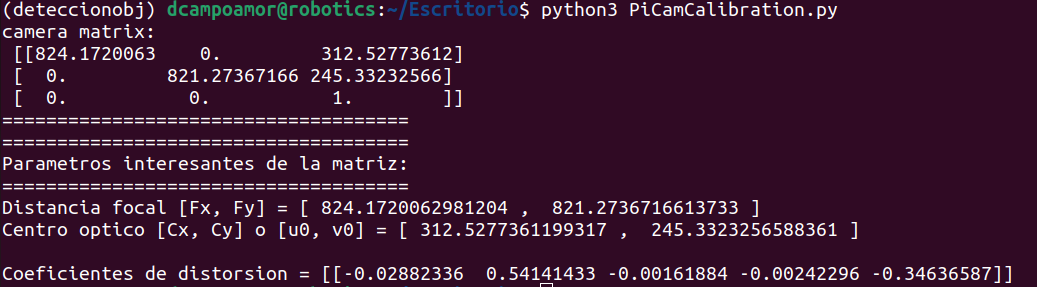 (deteccionobj) dcampoamor@robotics:~/Escritorio$ python3 PiCamCalibration.py
camera matrix:
 [[824.1720063    0.         312.52773612]
 [  0.         821.27367166 245.33232566]
 [  0.           0.           1.        ]]
=====================================
=====================================
Parametros interesantes de la matriz:
=====================================
Distancia focal [Fx, Fy] = [ 824.1720062981204 ,  821.2736716613733 ]
Centro optico [Cx, Cy] o [u0, v0] = [ 312.5277361199317 ,  245.3323256588361 ]

Coeficientes de distorsion = [[-0.02882336  0.54141433 -0.00161884 -0.00242296 -0.34636587]]